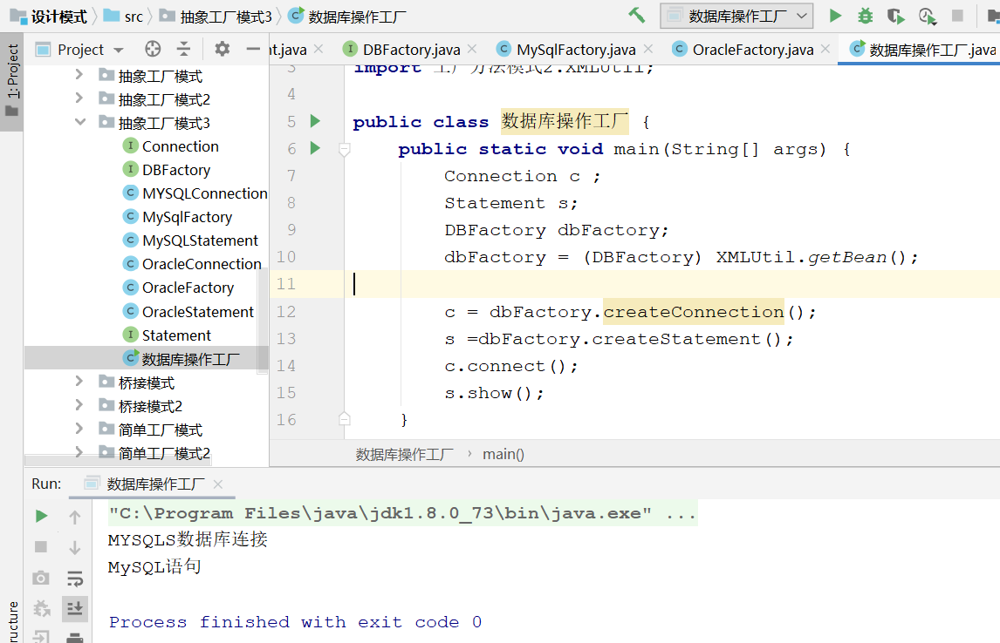 设计模式 src 抽象工厂模式3 数据库操作工厂 数据库操作工厂
1: Project
Project
nt.java DBFactory.java MySqlFactory.java OracleFactory.java 数据库操作工厂.java
抽象工厂模式
抽象工厂模式2
抽象工厂模式3
Connection
DBFactory
MYSQLConnection
MySqlFactory
MySQLStatement
OracleConnection
OracleFactory
OracleStatement
Statement
数据库操作工厂
桥接模式
桥接模式2
简单工厂模式
简单工厂模式2
3 import 工厂方法模式2.XMLUtil;
4
5 public class 数据库操作工厂 {
6 public static void main(String[] args) {
7 Connection c ;
8 Statement s;
9 DBFactory dbFactory;
10 dbFactory = (DBFactory) XMLUtil.getBean();
11
12 c = dbFactory.createConnection();
13 s =dbFactory.createStatement();
14 c.connect();
15 s.show();
16 }
数据库操作工厂 › main()
Run: 数据库操作工厂
"C:\Program Files\java\jdk1.8.0_73\bin\java.exe" ...
MYSQLS数据库连接
MySQL语句
Process finished with exit code 0
ructure